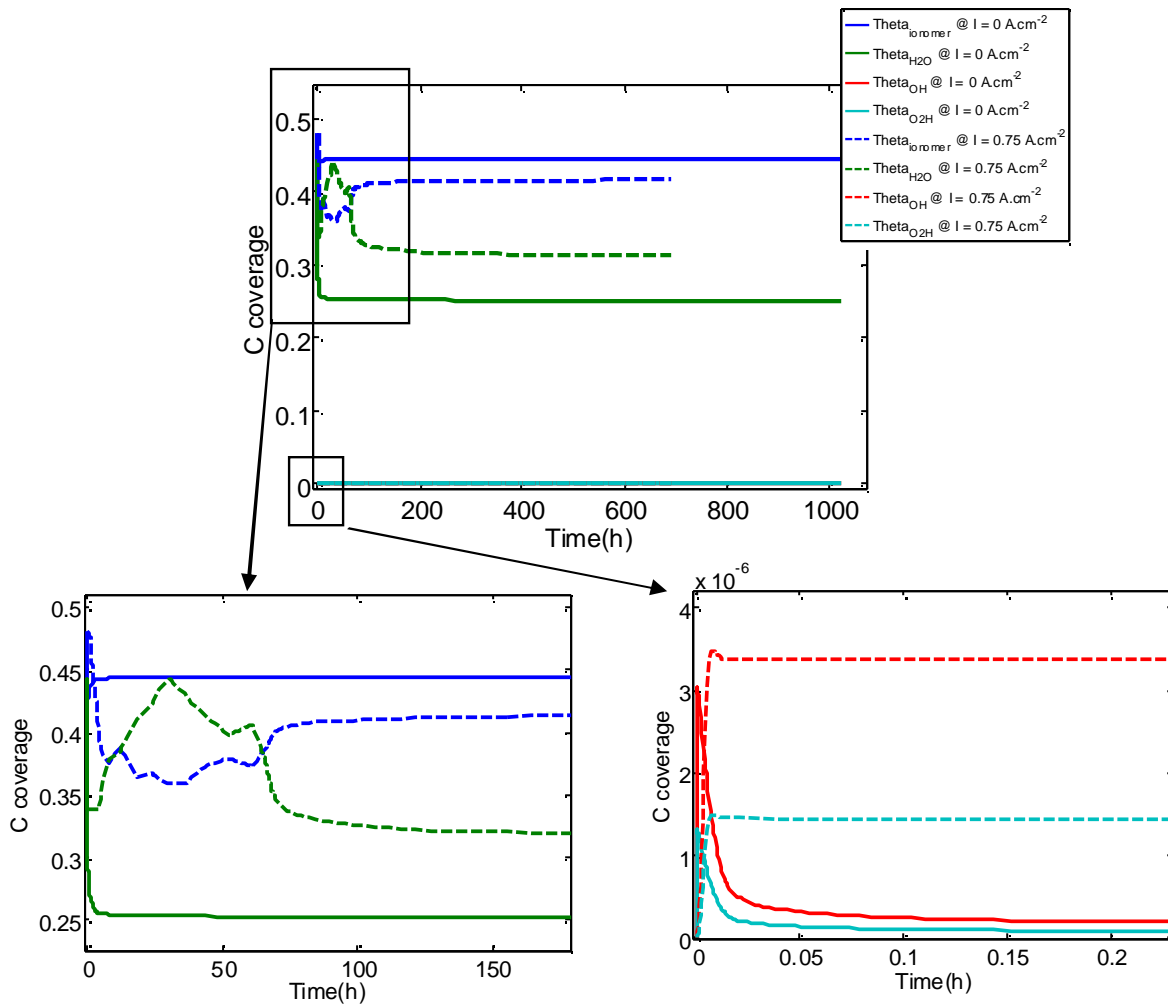 Theta_ionomer @ I = 0 A.cm^-2
Theta_H2O @ I = 0 A.cm^-2
Theta_OH @ I = 0 A.cm^-2
Theta_O2H @ I = 0 A.cm^-2
Theta_ionomer @ I = 0.75 A.cm^-2
Theta_H2O @ I = 0.75 A.cm^-2
Theta_OH @ I = 0.75 A.cm^-2
Theta_O2H @ I = 0.75 A.cm^-2
0.5
0.4
0.3
0.2
0.1
0
C coverage
0 200 400 600 800 1000
Time(h)
0.5
0.45
0.4
0.35
0.3
0.25
C coverage
0 50 100 150
Time(h)
x 10^-6
4
3
2
1
0
C coverage
0 0.05 0.1 0.15 0.2
Time(h)